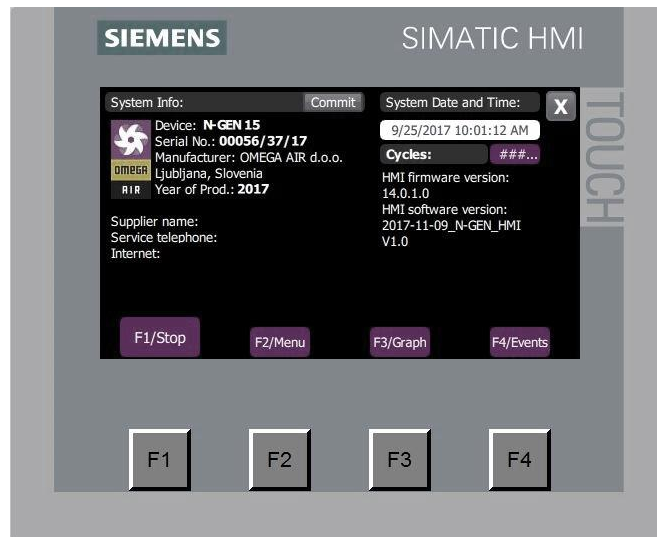 SIEMENS
SIMATIC HMI
TOUCH
System Info:
Commit
Device: N-GEN 15
Serial No.: 00056/37/17
Manufacturer: OMEGA AIR d.o.o.
Ljubljana, Slovenia
Year of Prod.: 2017
OMEGA
AIR
Supplier name:
Service telephone:
Internet:
System Date and Time:
X
9/25/2017 10:01:12 AM
Cycles:
###...
HMI firmware version:
14.0.1.0
HMI software version:
2017-11-09_N-GEN_HMI
V1.0
F1/Stop
F2/Menu
F3/Graph
F4/Events
F1
F2
F3
F4